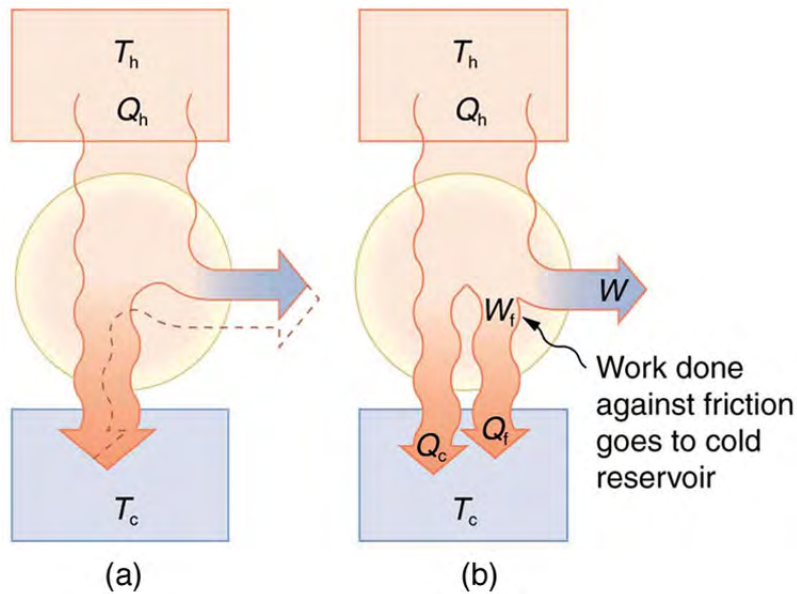 Th
Qh
Tc
(a)
Th
Qh
W
Wf
Work done
against friction
goes to cold
reservoir
Qc
Qf
Tc
(b)